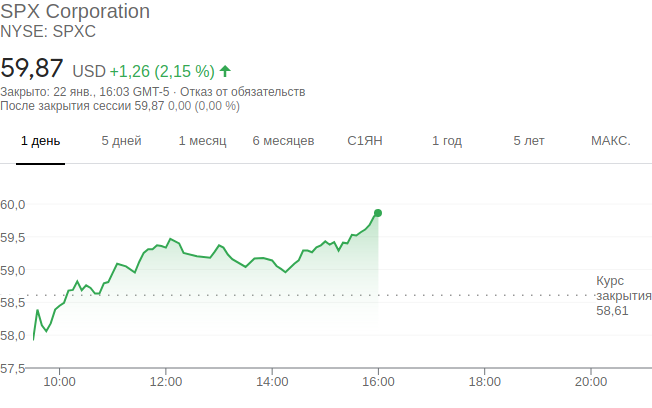 SPX Corporation
NYSE: SPXC
59,87 USD +1,26 (2,15 %)
Закрыто: 22 янв., 16:03 GMT-5 · Отказ от обязательств
После закрытия сессии 59,87 0,00 (0,00 %)
1 день 5 дней 1 месяц 6 месяцев С1ЯН 1 год 5 лет МАКС.
60,0
59,5
59,0
58,5
58,0
57,5
Курс
закрытия
58,61
10:00 12:00 14:00 16:00 18:00 20:00